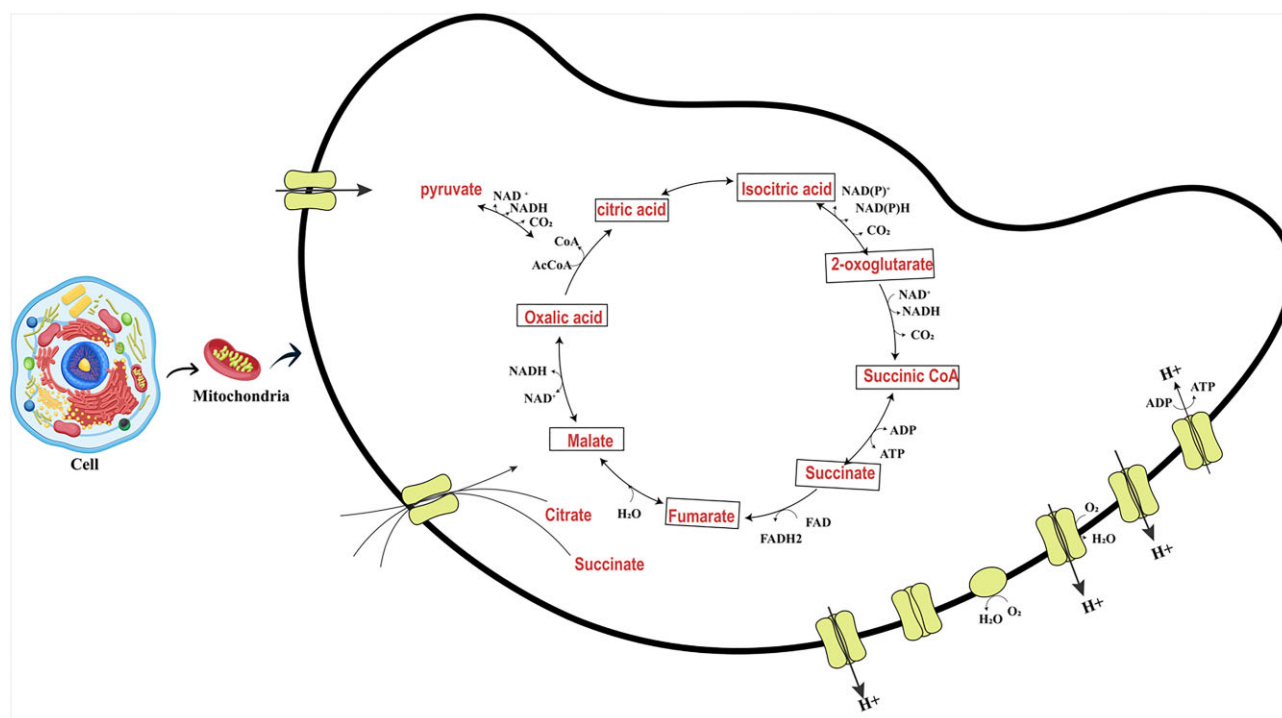 pyruvate
NAD⁺
NADH
CO₂
citric acid
Isocitric acid
NAD(P)⁺
NAD(P)H
CO₂
CoA
AcCoA
2-oxoglutarate
Oxalic acid
NAD⁺
NADH
CO₂
NADH
NAD⁺
Succinic CoA
Mitochondria
Cell
Malate
ADP
ATP
Succinate
H₂O
Fumarate
FAD
FADH2
Citrate
Succinate
H+
ATP
ADP
O₂
H₂O
H+
H+
H₂O
O₂
H+